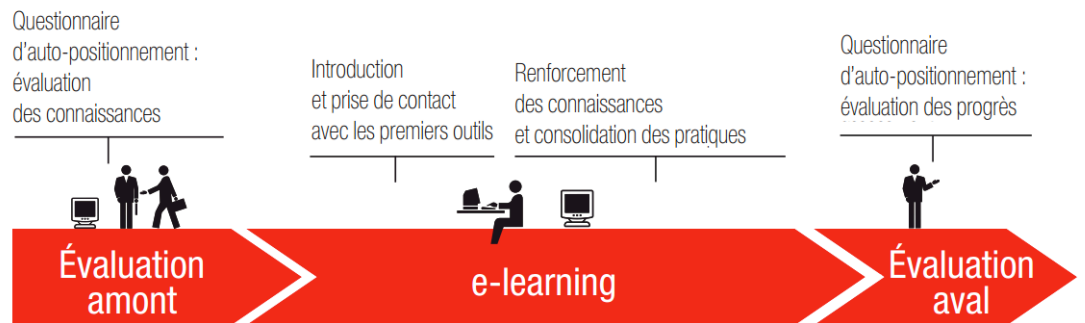 Questionnaire
d'auto-positionnement :
évaluation
des connaissances
Introduction
et prise de contact
avec les premiers outils
Renforcement
des connaissances
et consolidation des pratiques
Questionnaire
d'auto-positionnement :
évaluation des progrès
Évaluation
amont
e-learning
Évaluation
aval